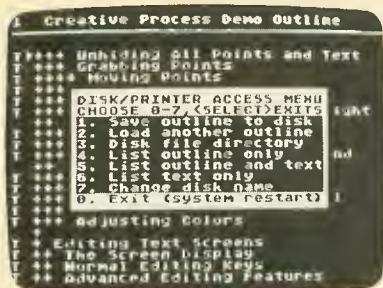 1 Creative Process Demo Outline
T++++ Unhiding All Points and Text
T++++ Grabbing Points
T++++ Moving Points
DISK/PRINTER ACCESS MENU
CHOOSE 0-7,<SELECT>EXITS
1. Save outline to disk
2. Load another outline
3. Disk file directory
4. List outline only
5. List outline and text
6. List text only
7. Change disk name
0. Exit (system restart)
T ++ Adjusting Colors
T + Editing Text Screens
T ++ The Screen Display
T ++ Normal Editing Keys
T ++ Advanced Editing Features